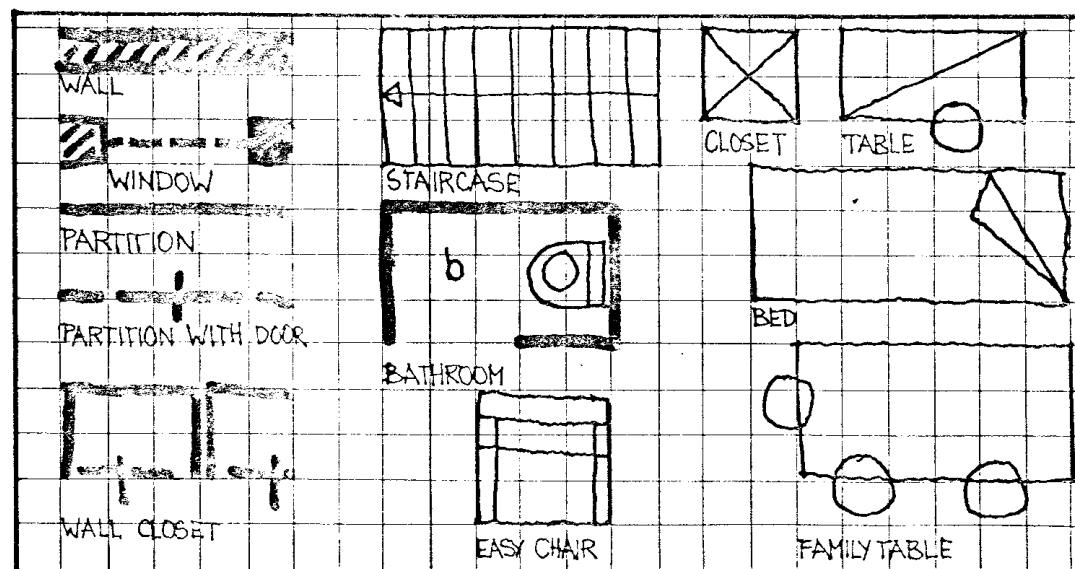 WALL
WINDOW
PARTITION
PARTITION WITH DOOR
WALL CLOSET
STAIRCASE
b
BATHROOM
EASY CHAIR
CLOSET
TABLE
BED
FAMILY TABLE